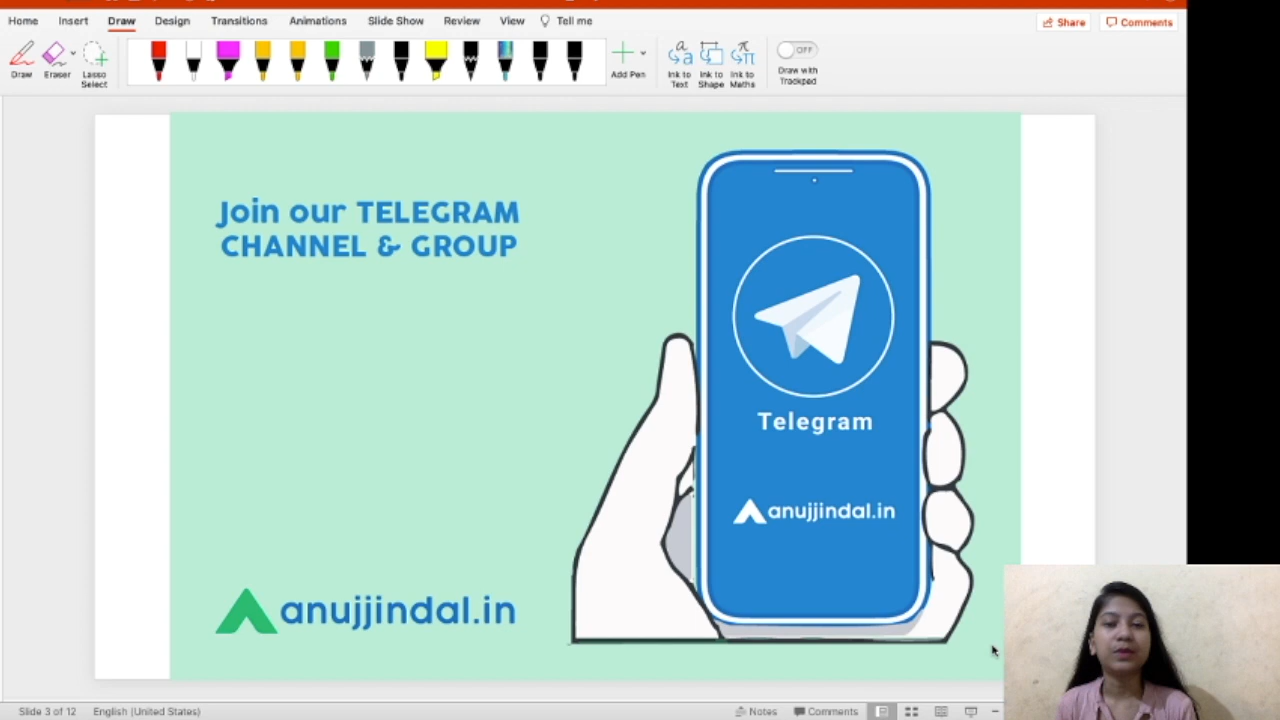 Home Insert Draw Design Transitions Animations Slide Show Review View Tell me Share Comments
Draw Eraser Lasso Select Add Pen Ink to Text Ink to Shape Ink to Maths OFF Draw with Trackpad
Join our TELEGRAM
CHANNEL & GROUP
Telegram
anujjindal.in
anujjindal.in
Slide 3 of 12 English (United States) Notes Comments